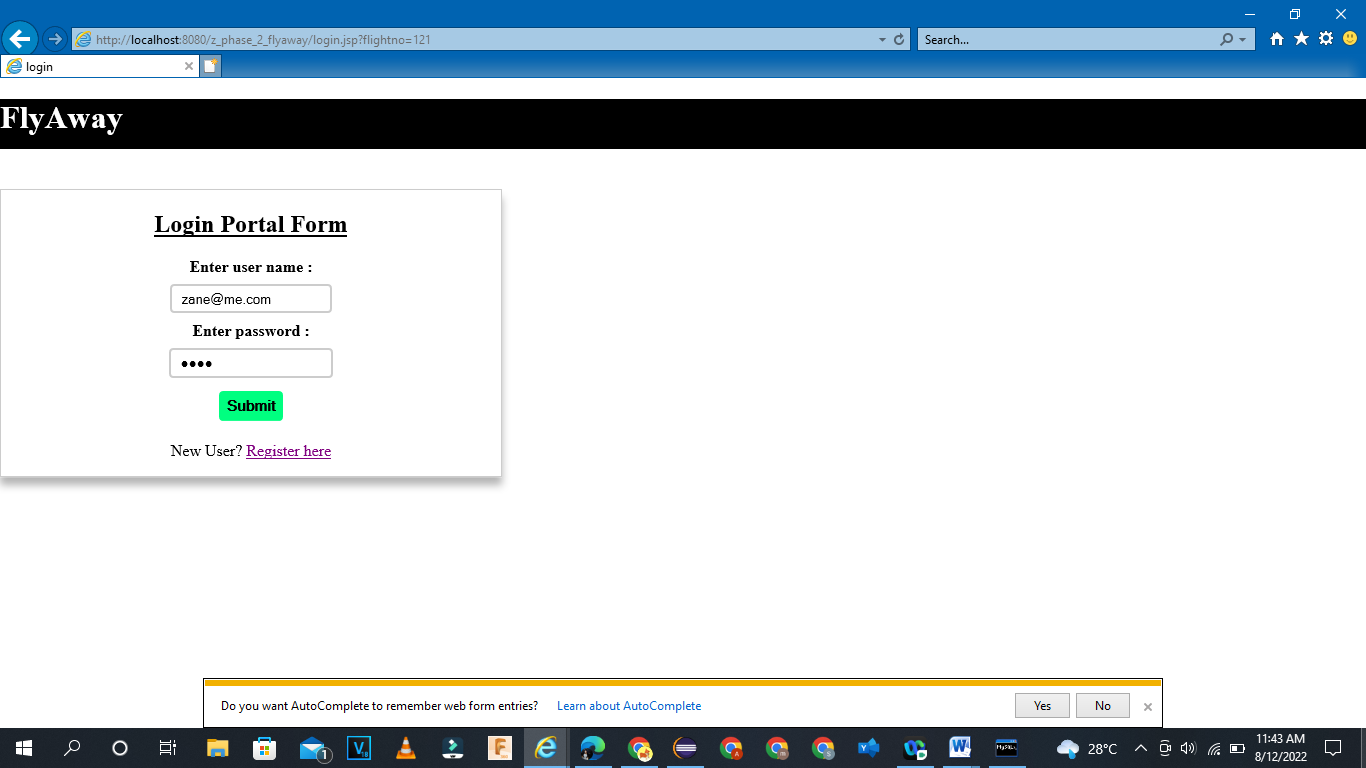 http://localhost:8080/z_phase_2_flyaway/login.jsp?flightno=121
Search...
login
FlyAway
Login Portal Form
Enter user name :
zane@me.com
Enter password :
••••
Submit
New User? Register here
Do you want AutoComplete to remember web form entries? Learn about AutoComplete Yes No
1
28°C
11:43 AM
8/12/2022